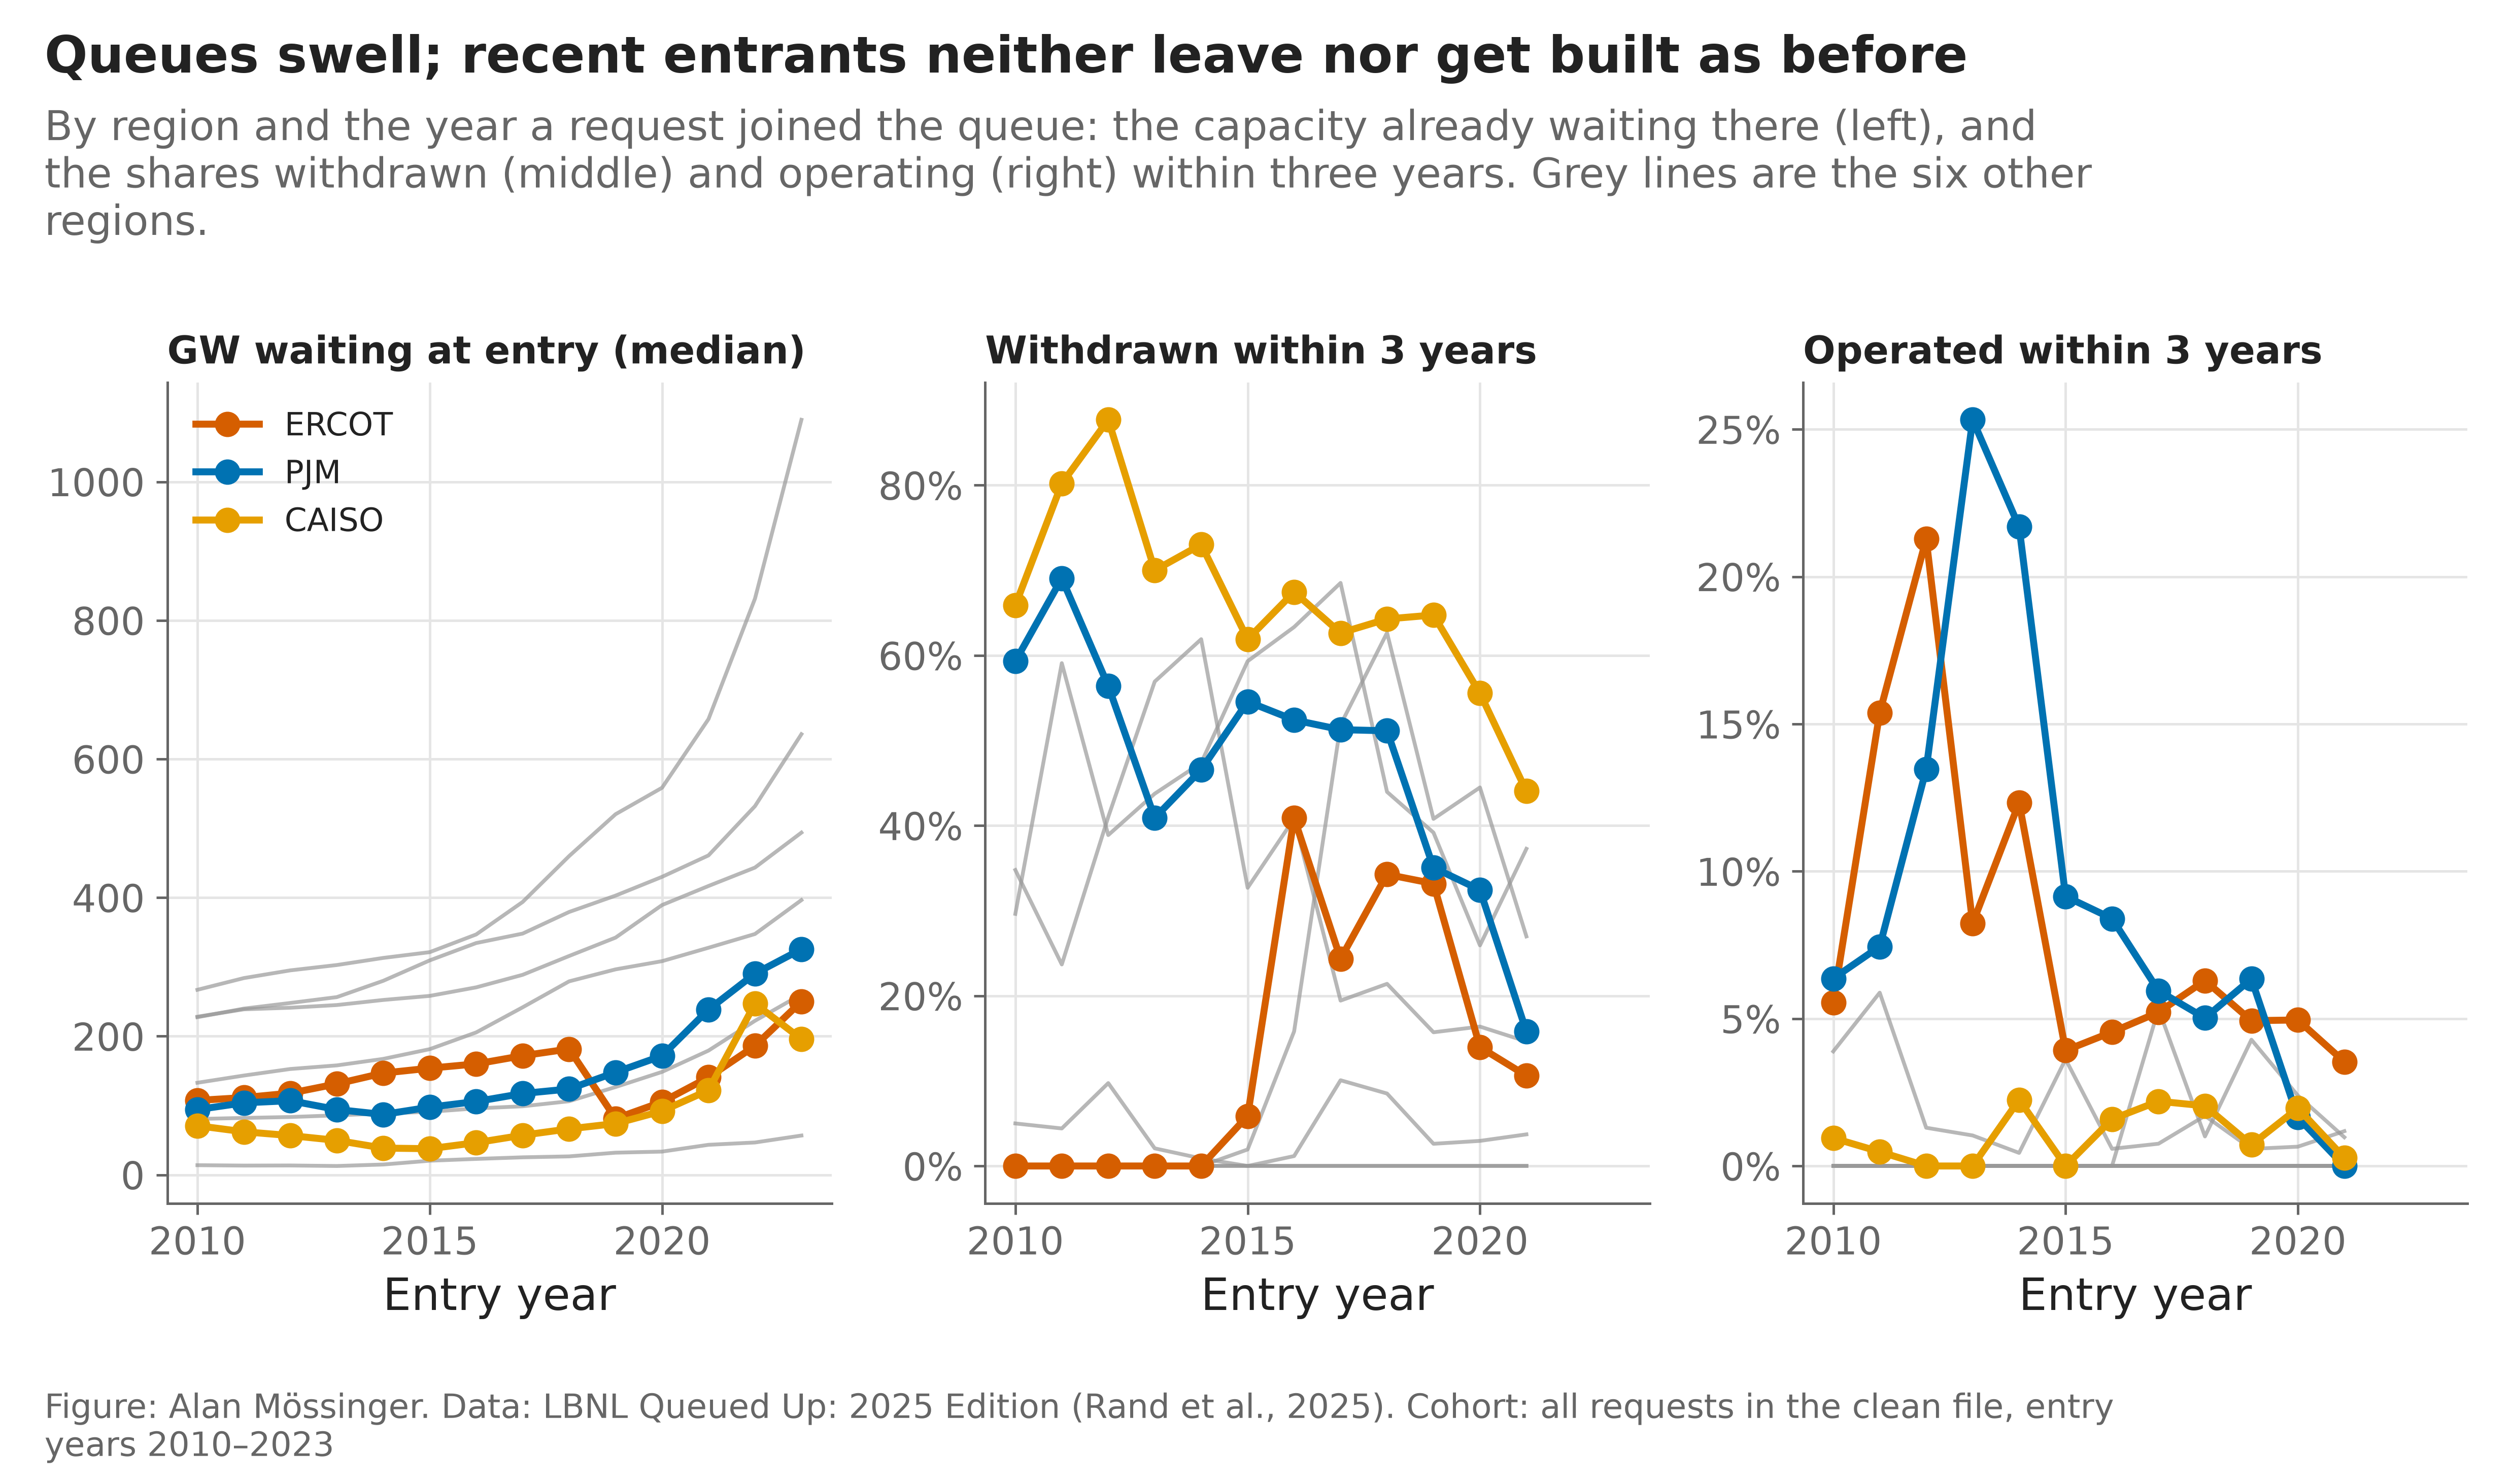 Queues swell; recent entrants neither leave nor get built as before
By region and the year a request joined the queue: the capacity already waiting there (left), and
the shares withdrawn (middle) and operating (right) within three years. Grey lines are the six other
regions.
GW waiting at entry (median)
ERCOT
PJM
CAISO
1000
800
600
400
200
0
2010
2015
2020
Entry year
Withdrawn within 3 years
80%
60%
40%
20%
0%
2010
2015
2020
Entry year
Operated within 3 years
25%
20%
15%
10%
5%
0%
2010
2015
2020
Entry year
Figure: Alan Mössinger. Data: LBNL Queued Up: 2025 Edition (Rand et al., 2025). Cohort: all requests in the clean file, entry
years 2010–2023